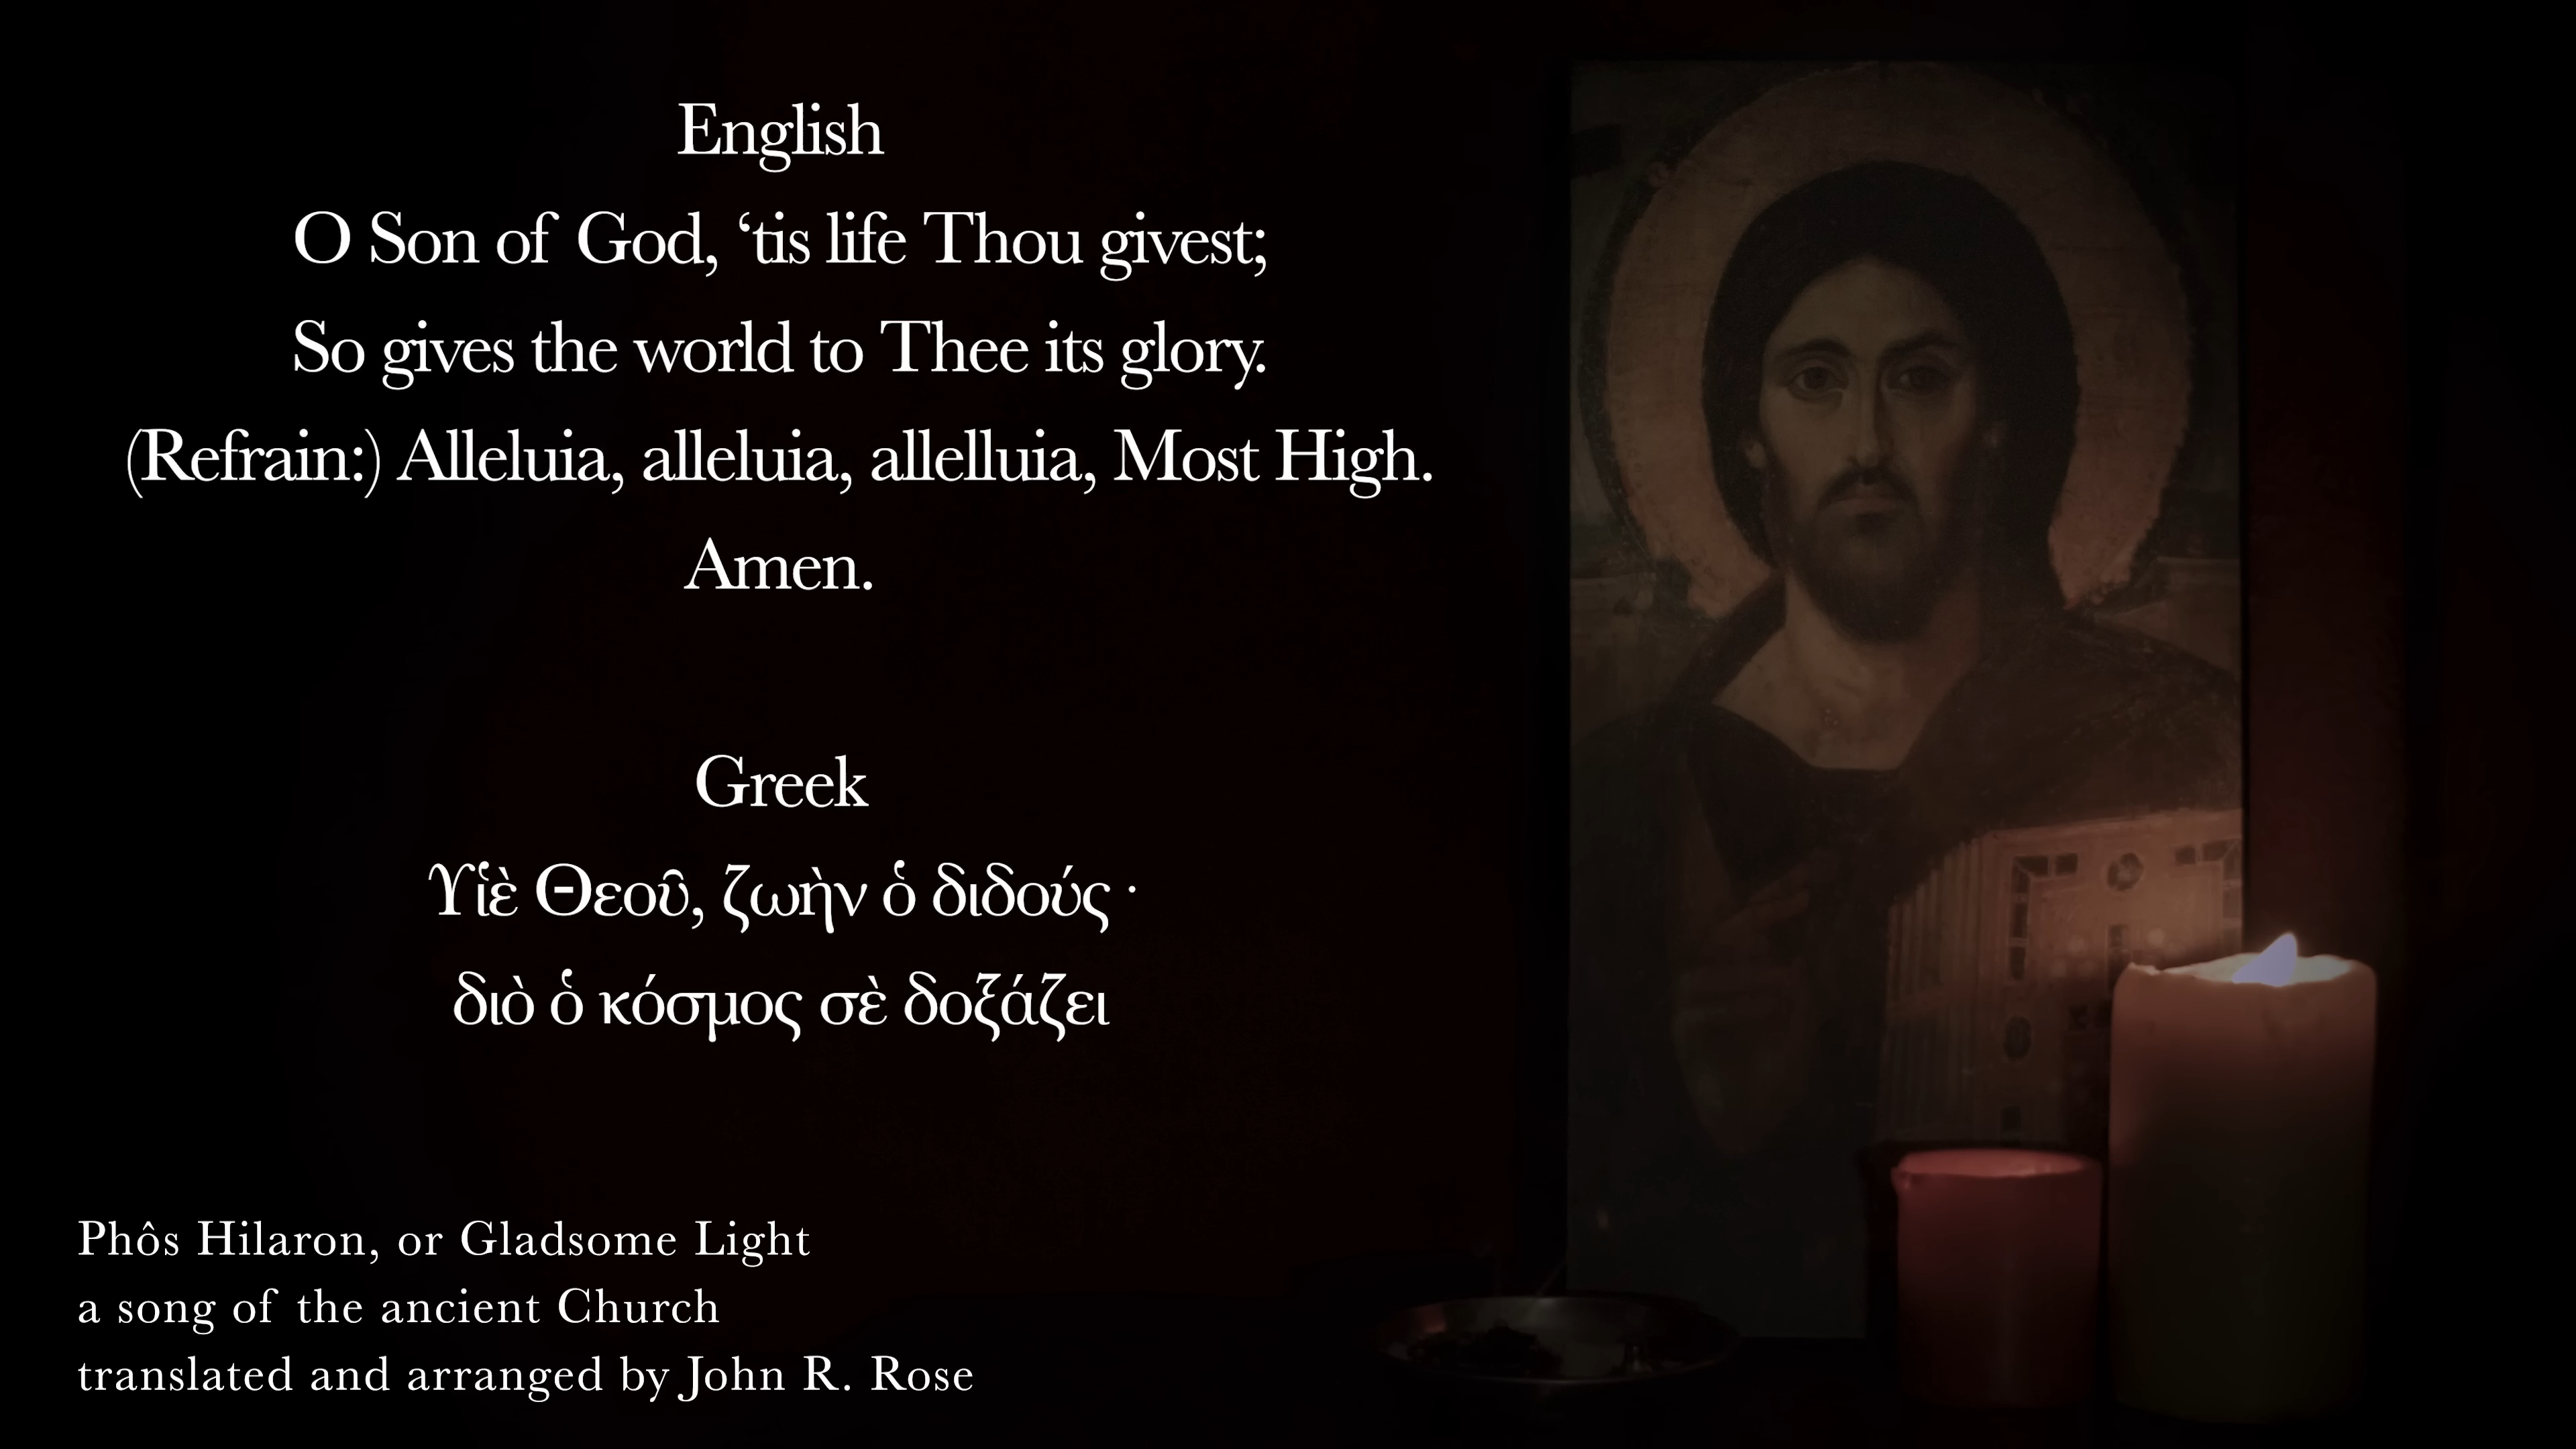 English
O Son of God, ‘tis life Thou givest;
So gives the world to Thee its glory.
(Refrain:) Alleluia, alleluia, allelluia, Most High.
Amen.
Greek
Υἱὲ Θεοῦ, ζωὴν ὁ διδούς ·
διὸ ὁ κόσμος σὲ δοξάζει
Phôs Hilaron, or Gladsome Light
a song of the ancient Church
translated and arranged by John R. Rose